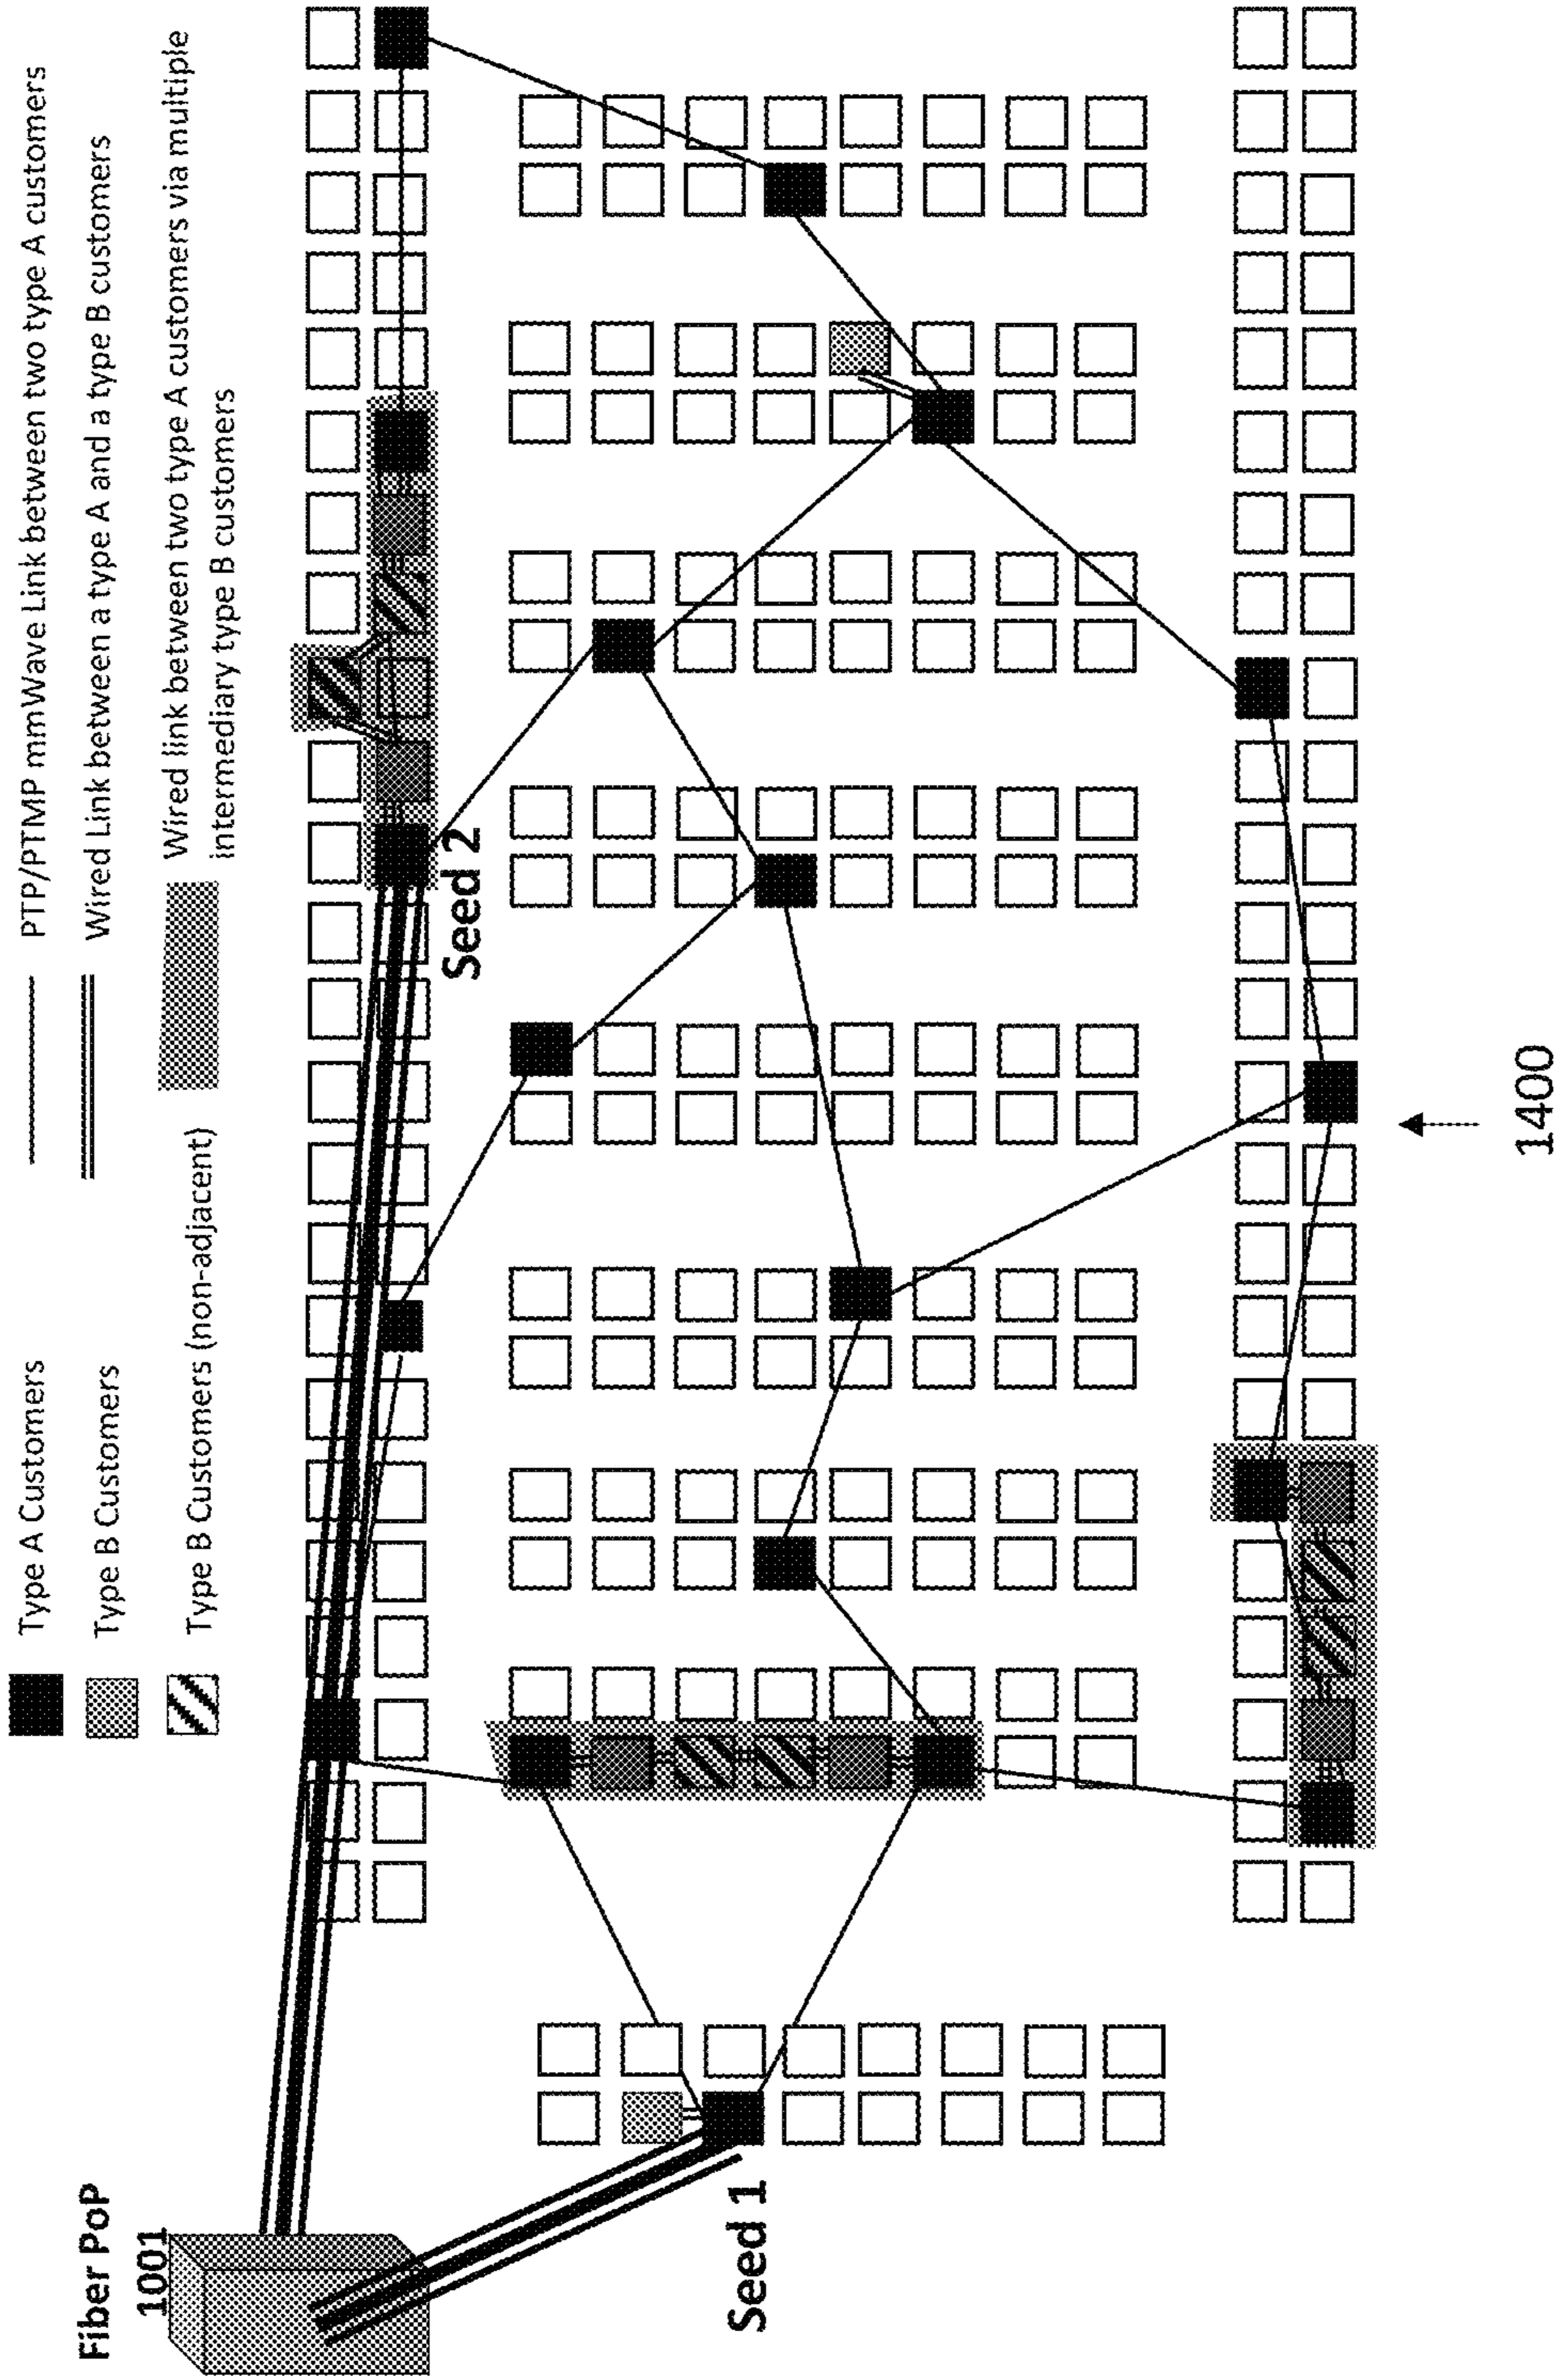 Type A Customers
Type B Customers
Type B Customers (non-adjacent)
PTP/PTMP mmWave Link between two type A customers
Wired Link between a type A and a type B customers
Wired link between two type A customers via multiple
intermediary type B customers
Fiber PoP
1001
Seed 2
Seed 1
1400